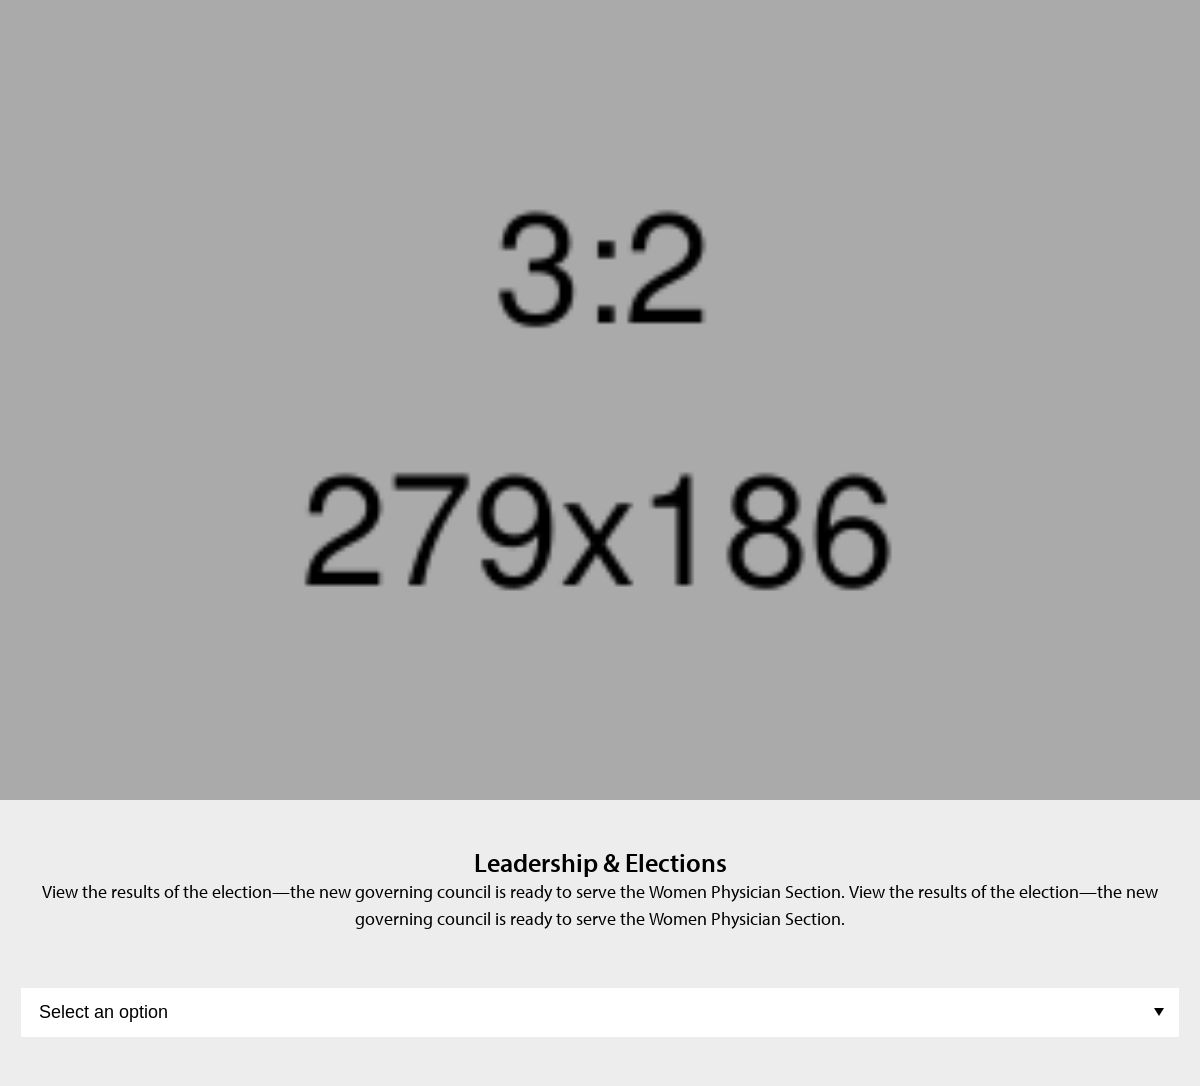 3:2
279x186
Leadership & Elections
View the results of the election—the new governing council is ready to serve the Women Physician Section. View the results of the election—the new
governing council is ready to serve the Women Physician Section.
Select an option